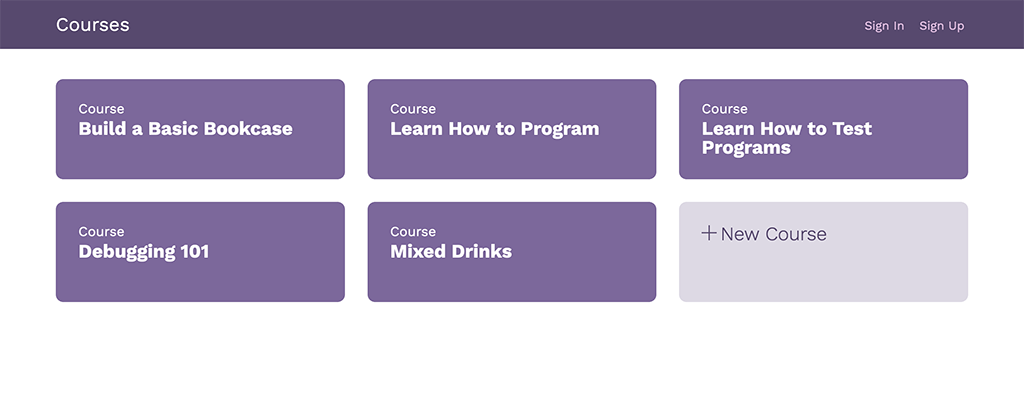 Courses
Sign In
Sign Up
Course
Build a Basic Bookcase
Course
Learn How to Program
Course
Learn How to Test
Programs
Course
Debugging 101
Course
Mixed Drinks
New Course